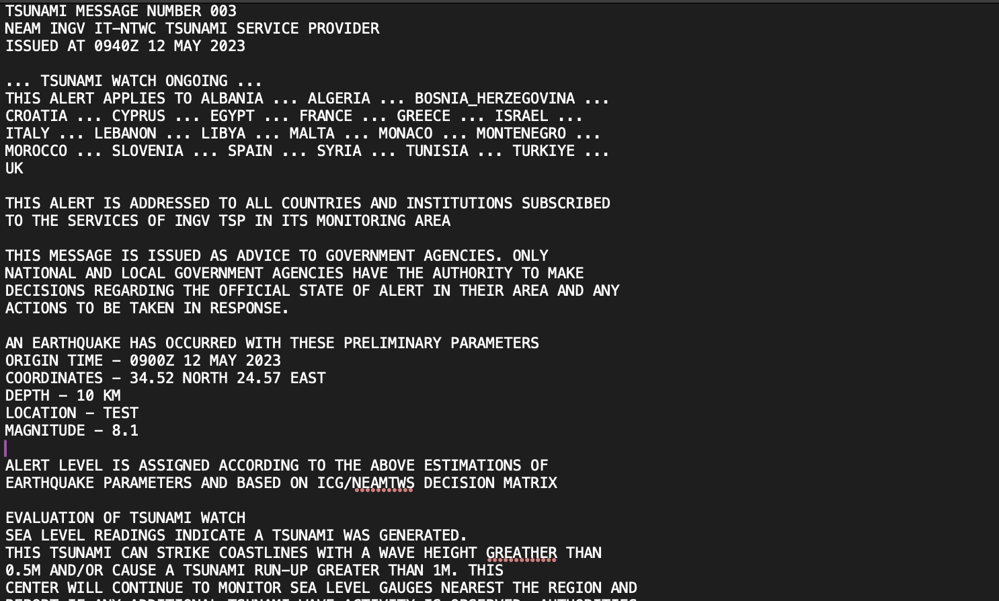 TSUNAMI MESSAGE NUMBER 003
NEAM INGV IT-NTWC TSUNAMI SERVICE PROVIDER
ISSUED AT 0940Z 12 MAY 2023
... TSUNAMI WATCH ONGOING ...
THIS ALERT APPLIES TO ALBANIA ... ALGERIA ... BOSNIA_HERZEGOVINA ...
CROATIA ... CYPRUS ... EGYPT ... FRANCE ... GREECE ... ISRAEL ...
ITALY ... LEBANON ... LIBYA ... MALTA ... MONACO ... MONTENEGRO ...
MOROCCO ... SLOVENIA ... SPAIN ... SYRIA ... TUNISIA ... TURKIYE ...
UK
THIS ALERT IS ADDRESSED TO ALL COUNTRIES AND INSTITUTIONS SUBSCRIBED
TO THE SERVICES OF INGV TSP IN ITS MONITORING AREA
THIS MESSAGE IS ISSUED AS ADVICE TO GOVERNMENT AGENCIES. ONLY
NATIONAL AND LOCAL GOVERNMENT AGENCIES HAVE THE AUTHORITY TO MAKE
DECISIONS REGARDING THE OFFICIAL STATE OF ALERT IN THEIR AREA AND ANY
ACTIONS TO BE TAKEN IN RESPONSE.
AN EARTHQUAKE HAS OCCURRED WITH THESE PRELIMINARY PARAMETERS
ORIGIN TIME - 0900Z 12 MAY 2023
COORDINATES - 34.52 NORTH 24.57 EAST
DEPTH - 10 KM
LOCATION - TEST
MAGNITUDE - 8.1
ALERT LEVEL IS ASSIGNED ACCORDING TO THE ABOVE ESTIMATIONS OF
EARTHQUAKE PARAMETERS AND BASED ON ICG/NEAMTWS DECISION MATRIX
EVALUATION OF TSUNAMI WATCH
SEA LEVEL READINGS INDICATE A TSUNAMI WAS GENERATED.
THIS TSUNAMI CAN STRIKE COASTLINES WITH A WAVE HEIGHT GREATHER THAN
0.5M AND/OR CAUSE A TSUNAMI RUN-UP GREATER THAN 1M. THIS
CENTER WILL CONTINUE TO MONITOR SEA LEVEL GAUGES NEAREST THE REGION AND
REPORT IF ANY ADDITIONAL TSUNAMI WAVE ACTIVITY IS OBSERVED. AUTHORITIES